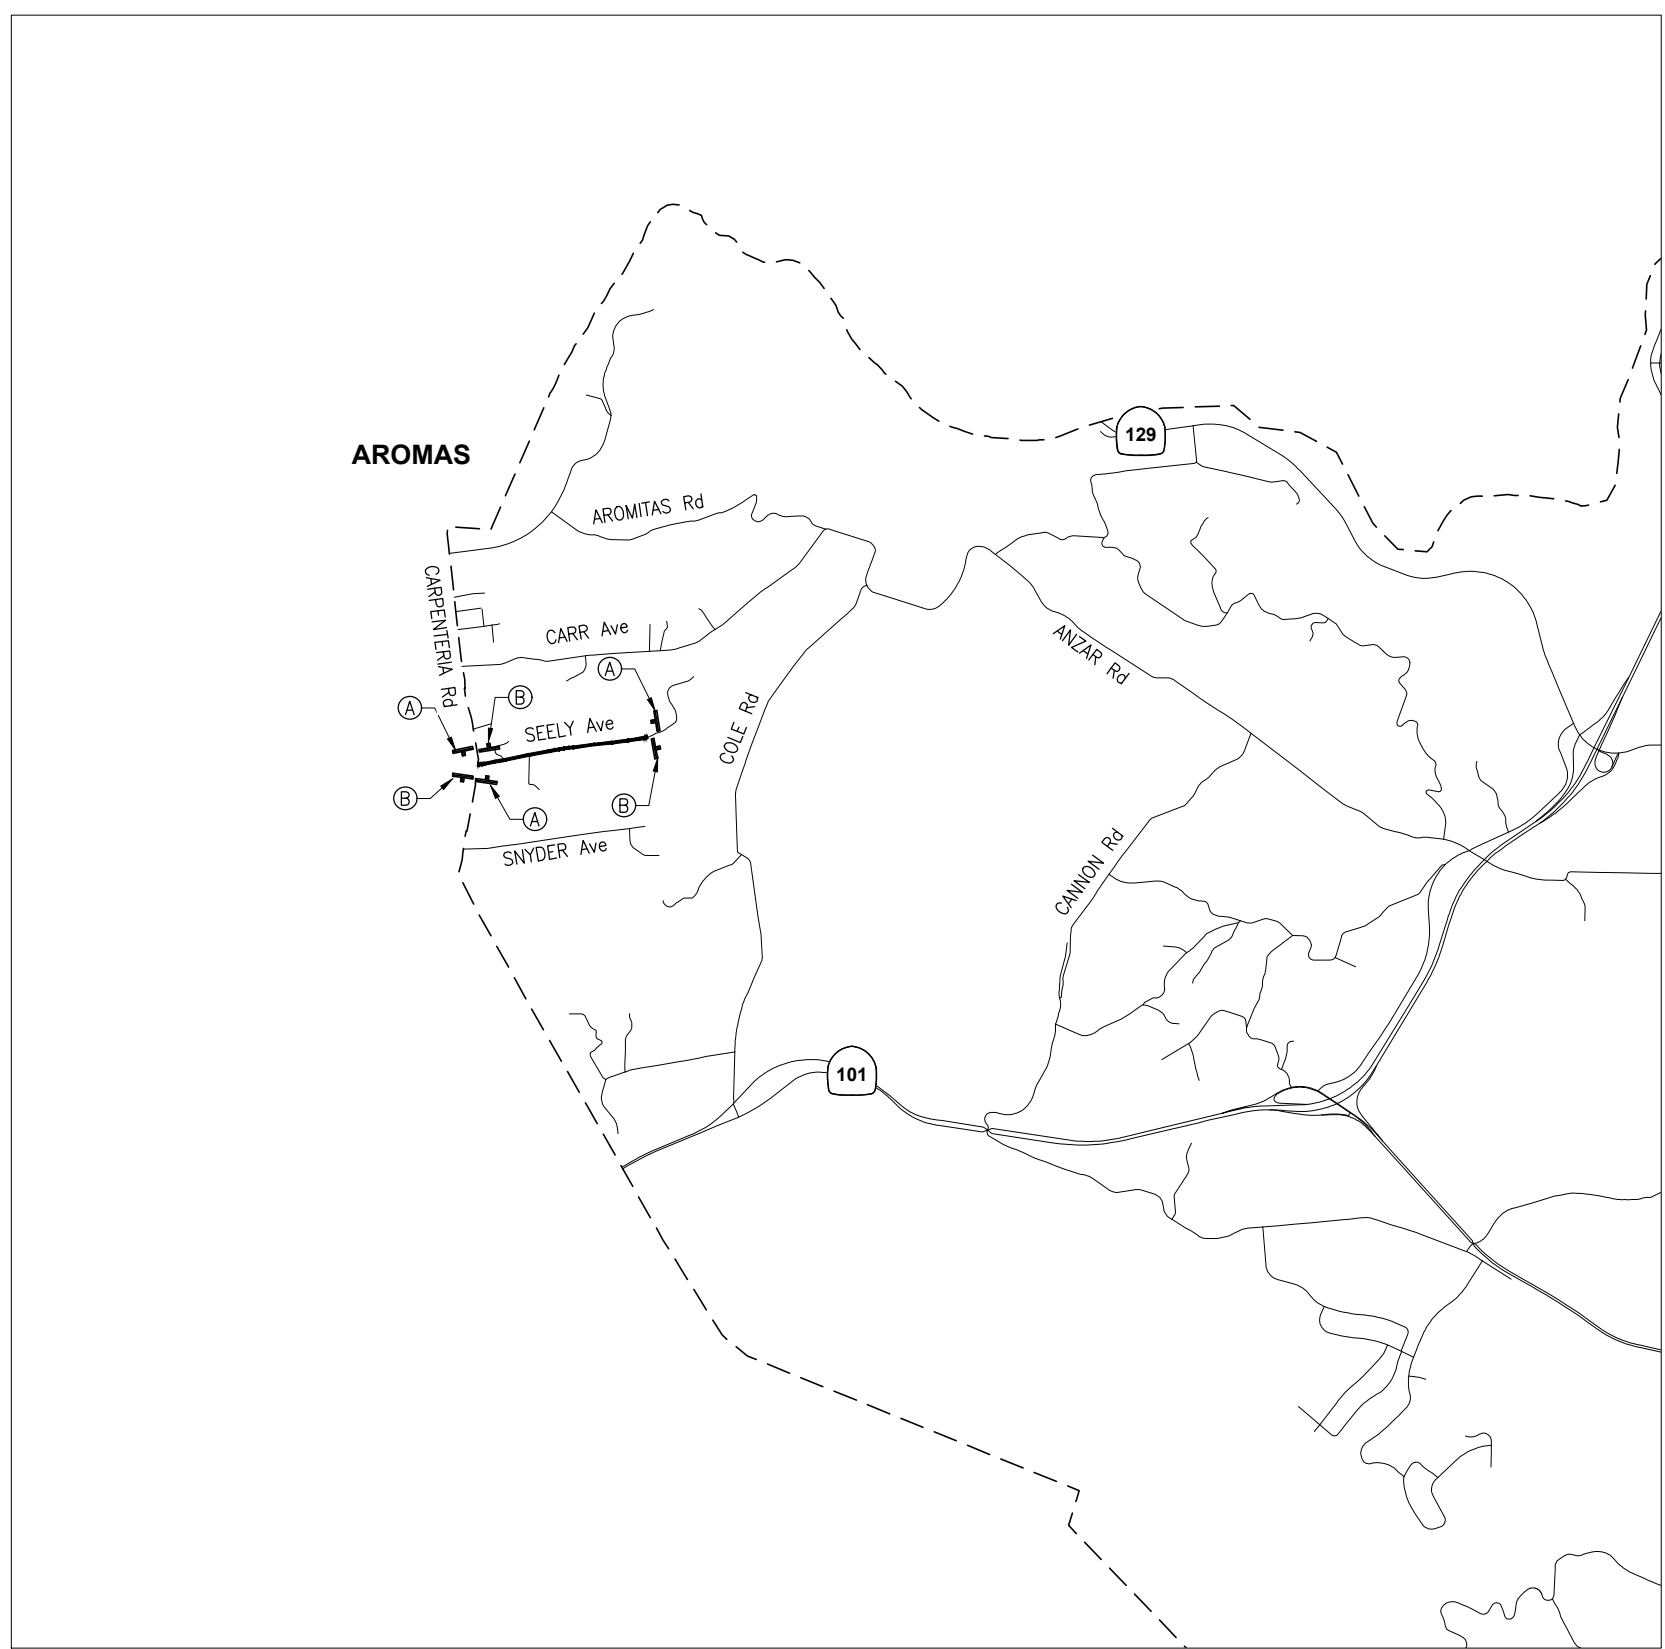 129
AROMAS
AROMITAS Rd
CARPENTERIA Rd
CARR Ave
ANZAR Rd
A
B
A
SEELY Ave
COLE Rd
B
A
B
SNYDER Ave
CANNON Rd
101